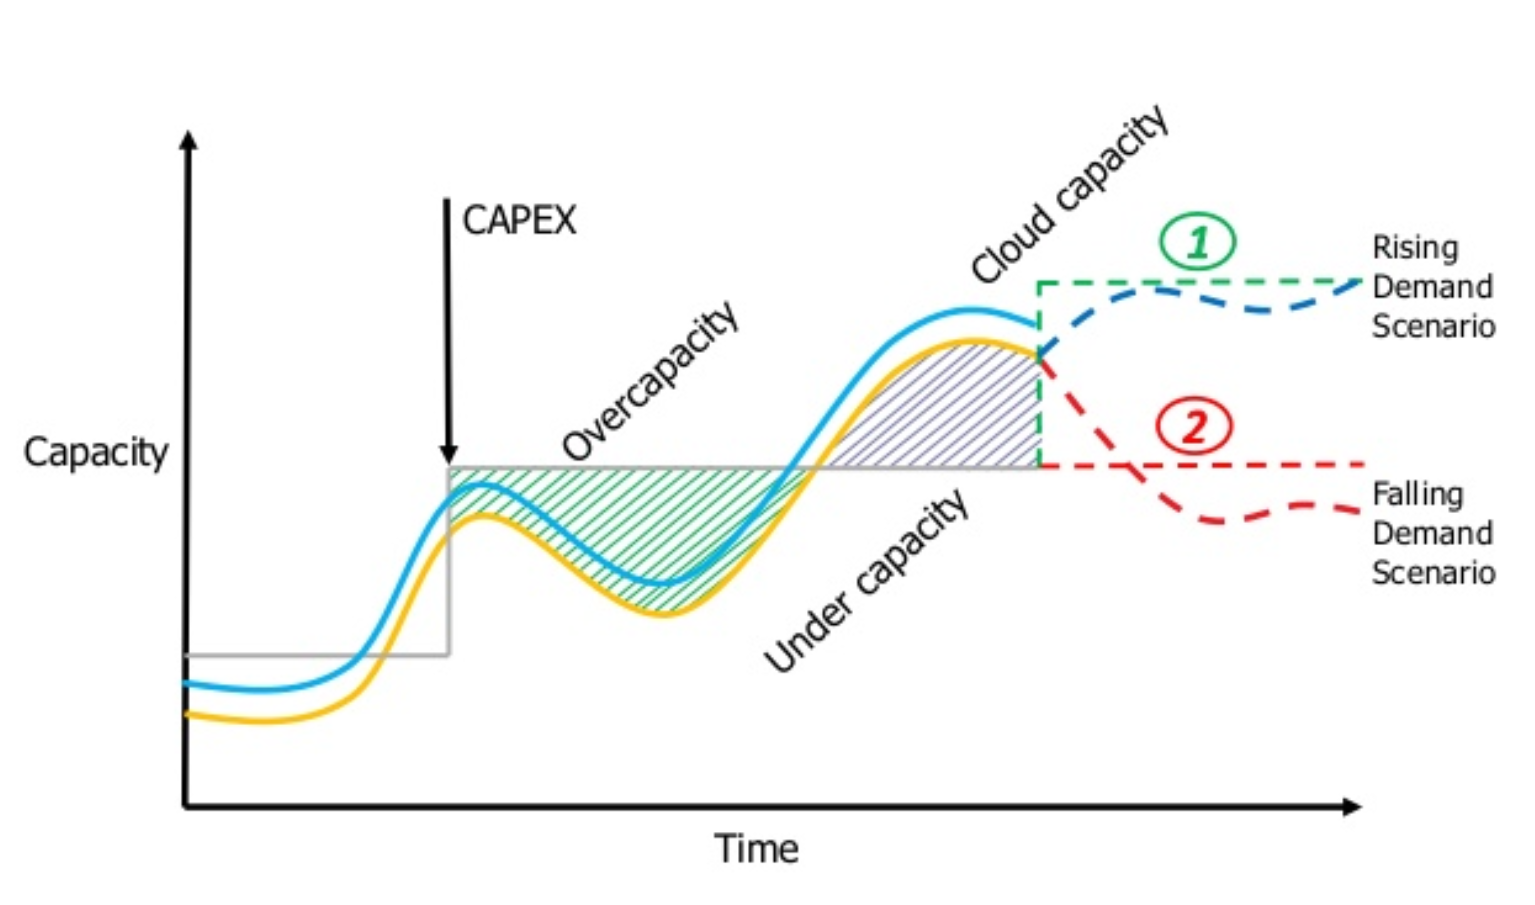 Cloud capacity
CAPEX
1
Rising
Demand
Scenario
Overcapacity
Capacity
2
Falling
Demand
Scenario
Under capacity
Time